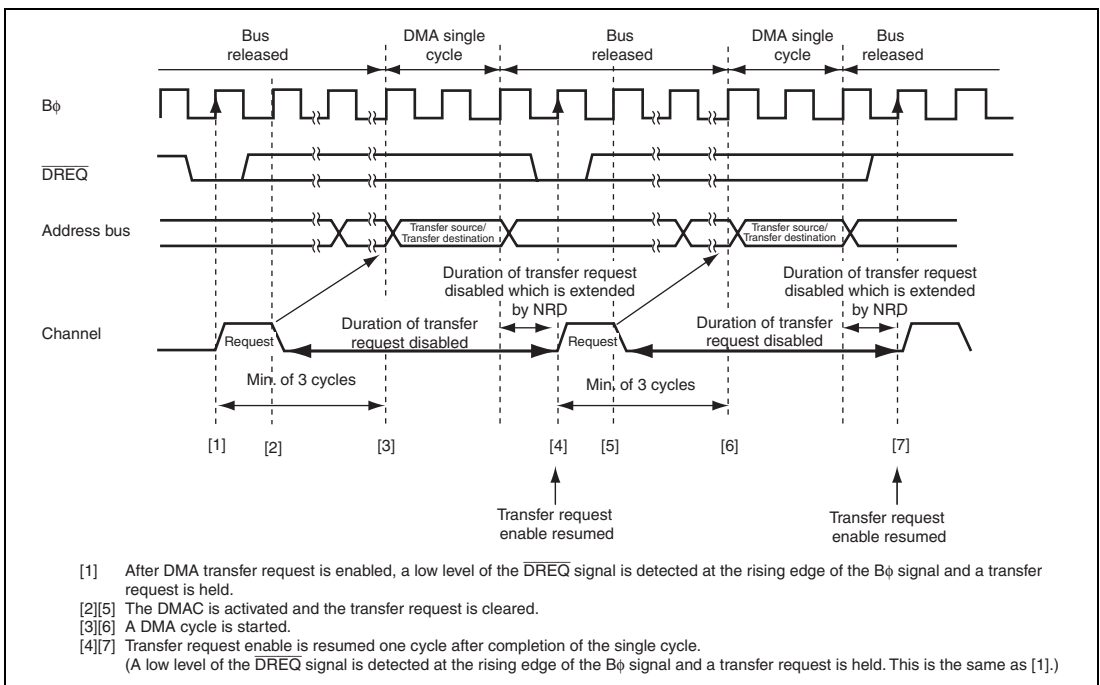 Bus released
DMA single cycle
Bus released
DMA single cycle
Bus released
Bφ
DREQ
Address bus
Transfer source/
Transfer destination
Transfer source/
Transfer destination
Duration of transfer request
disabled which is extended
by NRD
Duration of transfer request
disabled which is extended
by NRD
Channel
Request
Duration of transfer
request disabled
Request
Duration of transfer
request disabled
Min. of 3 cycles
Min. of 3 cycles
[1] [2] [3] [4] [5] [6] [7]
Transfer request
enable resumed
Transfer request
enable resumed
[1] After DMA transfer request is enabled, a low level of the DREQ signal is detected at the rising edge of the Bφ signal and a transfer
request is held.
[2][5] The DMAC is activated and the transfer request is cleared.
[3][6] A DMA cycle is started.
[4][7] Transfer request enable is resumed one cycle after completion of the single cycle.
(A low level of the DREQ signal is detected at the rising edge of the Bφ signal and a transfer request is held. This is the same as [1].)